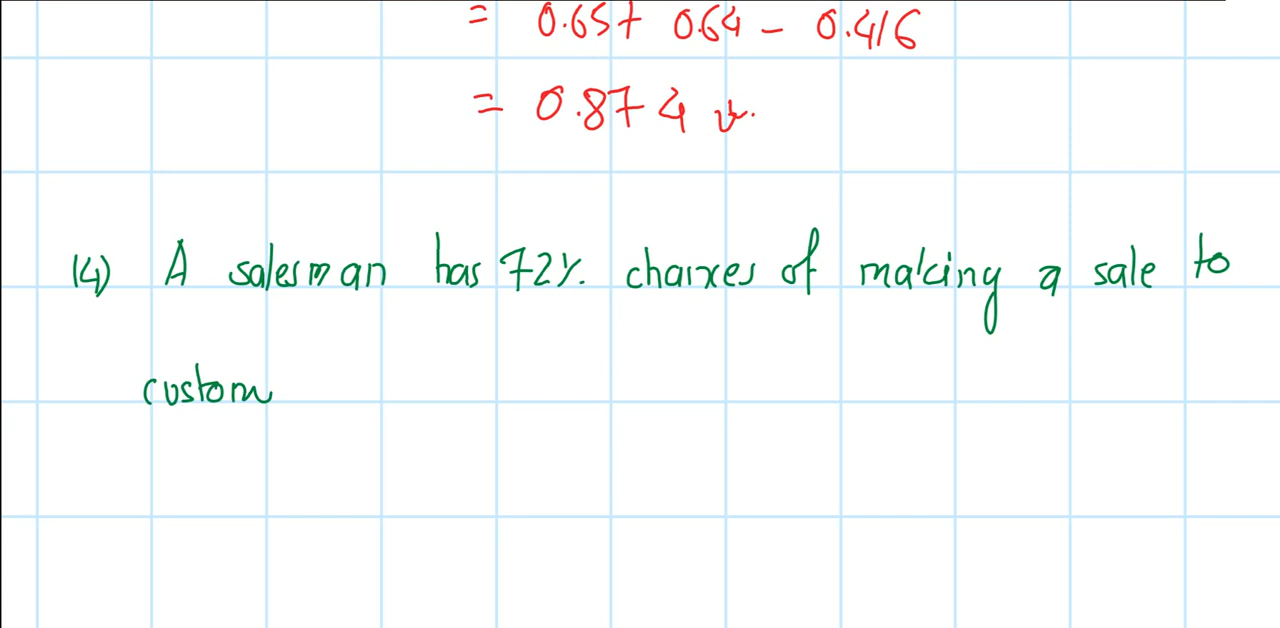 = 0.65+ 0.64 - 0.416
= 0.874
(4) A salesman has 72% chances of making a sale to
custom